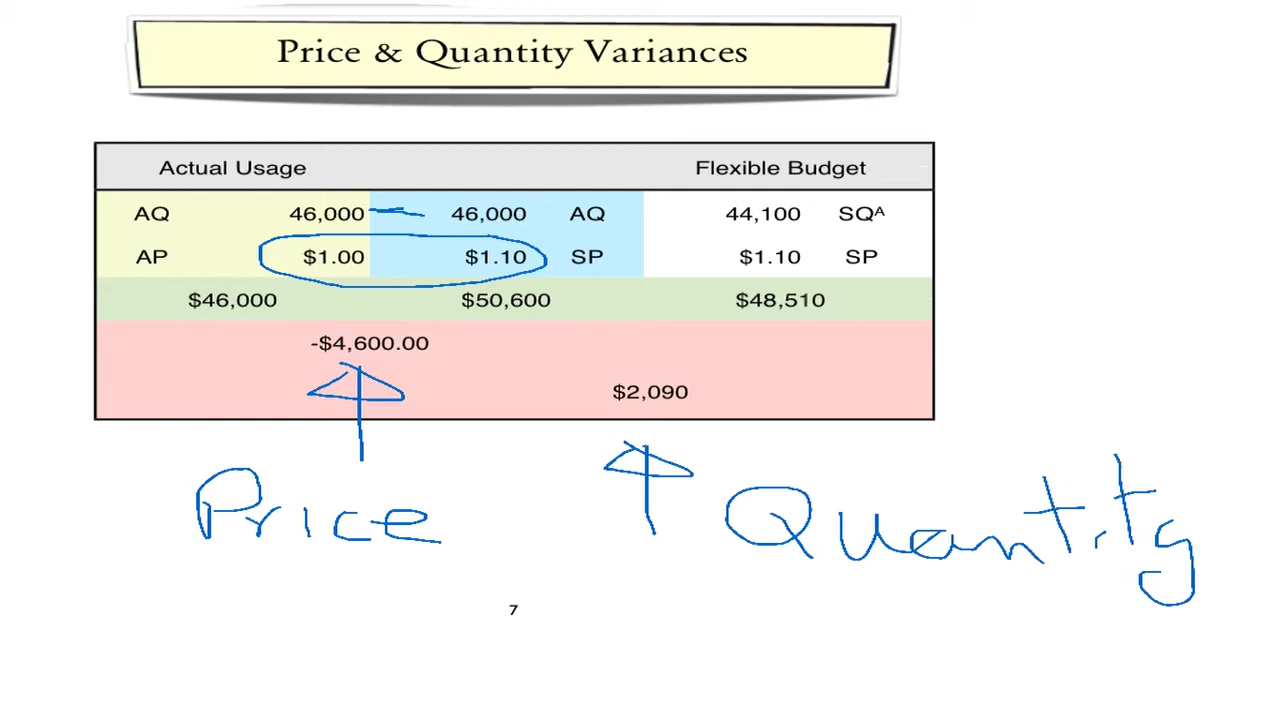 Price & Quantity Variances
Actual Usage Flexible Budget
AQ 46,000 46,000 AQ 44,100 SQᴬ
AP $1.00 $1.10 SP $1.10 SP
$46,000 $50,600 $48,510
-$4,600.00
$2,090
Price Quantity
7